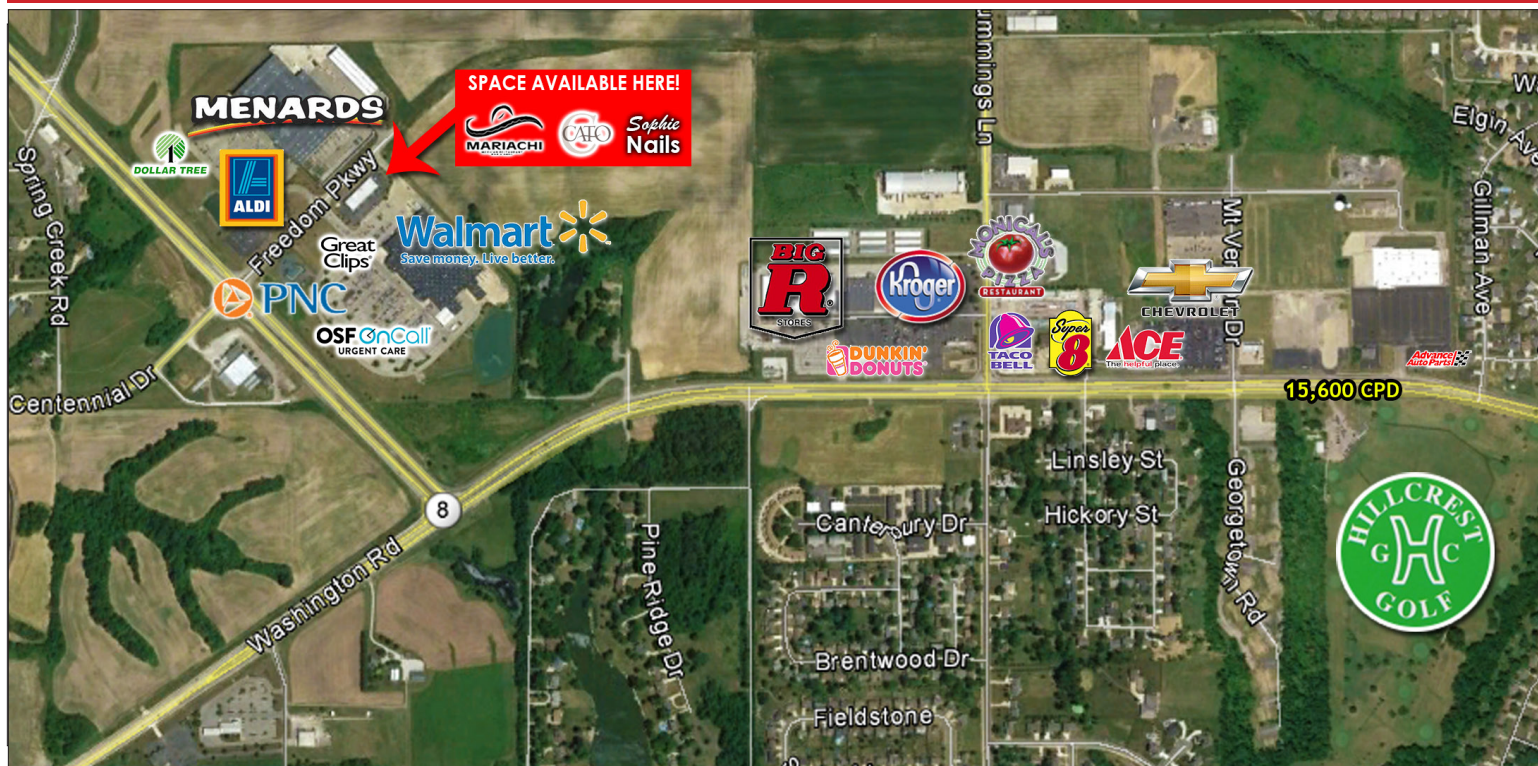 SPACE AVAILABLE HERE!
MARIACHI
CATO
Sophie
Nails
MENARDS
DOLLAR TREE
ALDI
Freedom Pkwy
Spring Creek Rd
Great
Clips
Walmart
Save money. Live better.
PNC
OSF OnCall
URGENT CARE
Centennial Dr
8
Washington Rd
ummings Ln
BIG
R
STORES
Kroger
MONICAL'S
PIZZA
RESTAURANT
DUNKIN'
DONUTS
TACO
BELL
Super
8
CHEVROLET
ACE
The helpful place.
Mt Ver
Dr
Elgin Ave
Gillman Ave
Advance
Auto Parts
15,600 CPD
Linsley St
Hickory St
Georgetown Rd
Canterbury Dr
Pine Ridge Dr
Brentwood Dr
Fieldstone
HILLCREST
G H C
GOLF